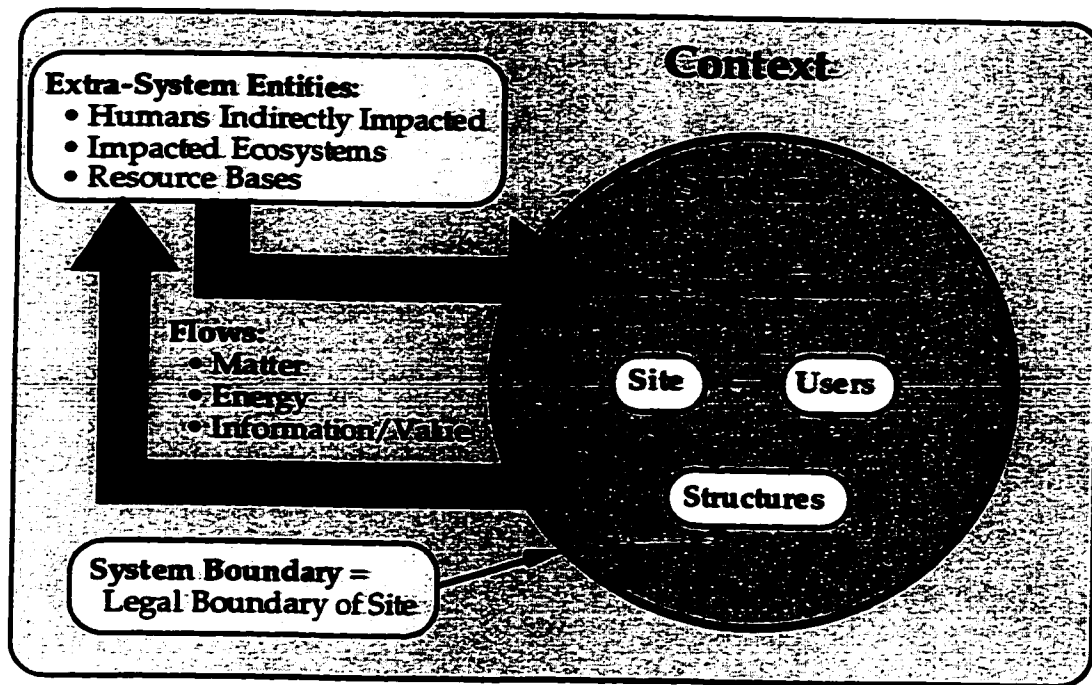 Context
Extra-System Entities:
• Humans Indirectly Impacted
• Impacted Ecosystems
• Resource Bases
Flows:
• Matter
• Energy
• Information/Value
Site
Users
Structures
System Boundary =
Legal Boundary of Site